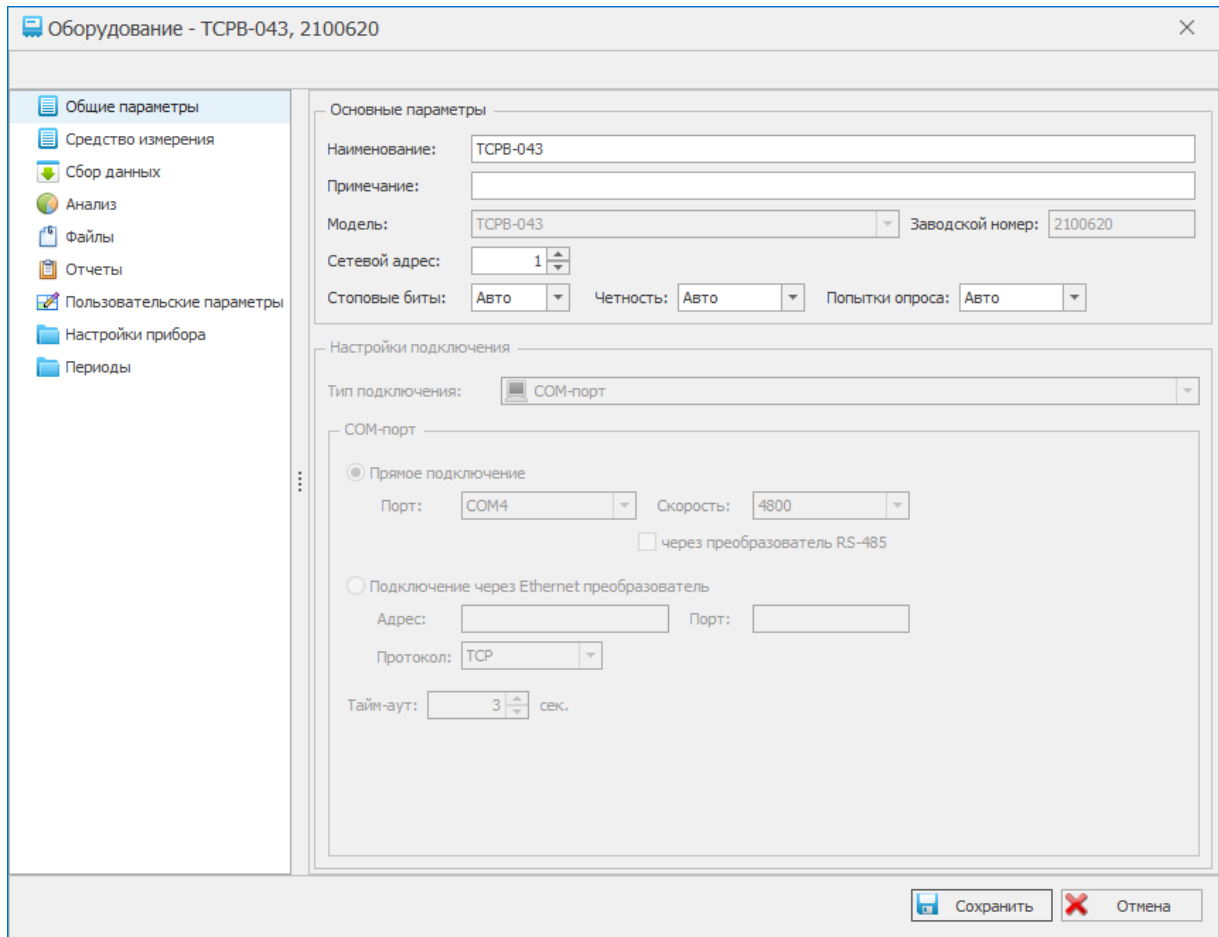 Оборудование - ТСРВ-043, 2100620
Общие параметры
Средство измерения
Сбор данных
Анализ
Файлы
Отчеты
Пользовательские параметры
Настройки прибора
Периоды
Основные параметры
Наименование: ТСРВ-043
Примечание:
Модель: ТСРВ-043 Заводской номер: 2100620
Сетевой адрес: 1
Стоповые биты: Авто Четность: Авто Попытки опроса: Авто
Настройки подключения
Тип подключения: COM-порт
COM-порт
Прямое подключение
Порт: COM4 Скорость: 4800
через преобразователь RS-485
Подключение через Ethernet преобразователь
Адрес: Порт:
Протокол: TCP
Тайм-аут: 3 сек.
Сохранить Отмена